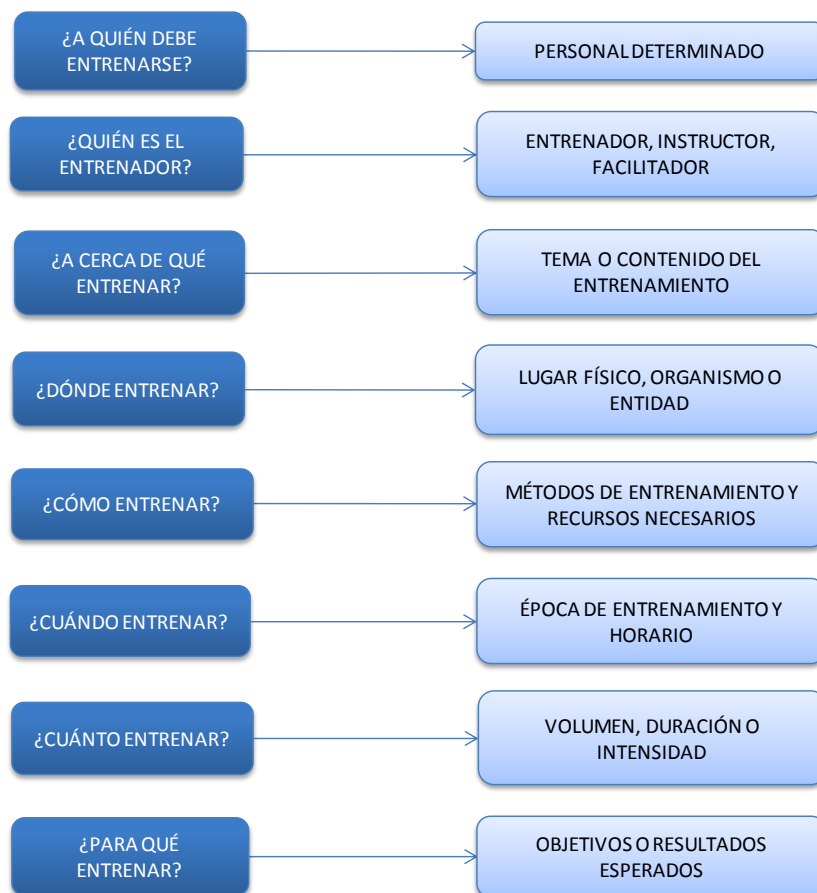 ¿A QUIÉN DEBE
ENTRENARSE?
PERSONAL DETERMINADO
¿QUIÉN ES EL
ENTRENADOR?
ENTRENADOR, INSTRUCTOR,
FACILITADOR
¿A CERCA DE QUÉ
ENTRENAR?
TEMA O CONTENIDO DEL
ENTRENAMIENTO
¿DÓNDE ENTRENAR?
LUGAR FÍSICO, ORGANISMO O
ENTIDAD
¿CÓMO ENTRENAR?
MÉTODOS DE ENTRENAMIENTO Y
RECURSOS NECESARIOS
¿CUÁNDO ENTRENAR?
ÉPOCA DE ENTRENAMIENTO Y
HORARIO
¿CUÁNTO ENTRENAR?
VOLUMEN, DURACIÓN O
INTENSIDAD
¿PARA QUÉ
ENTRENAR?
OBJETIVOS O RESULTADOS
ESPERADOS